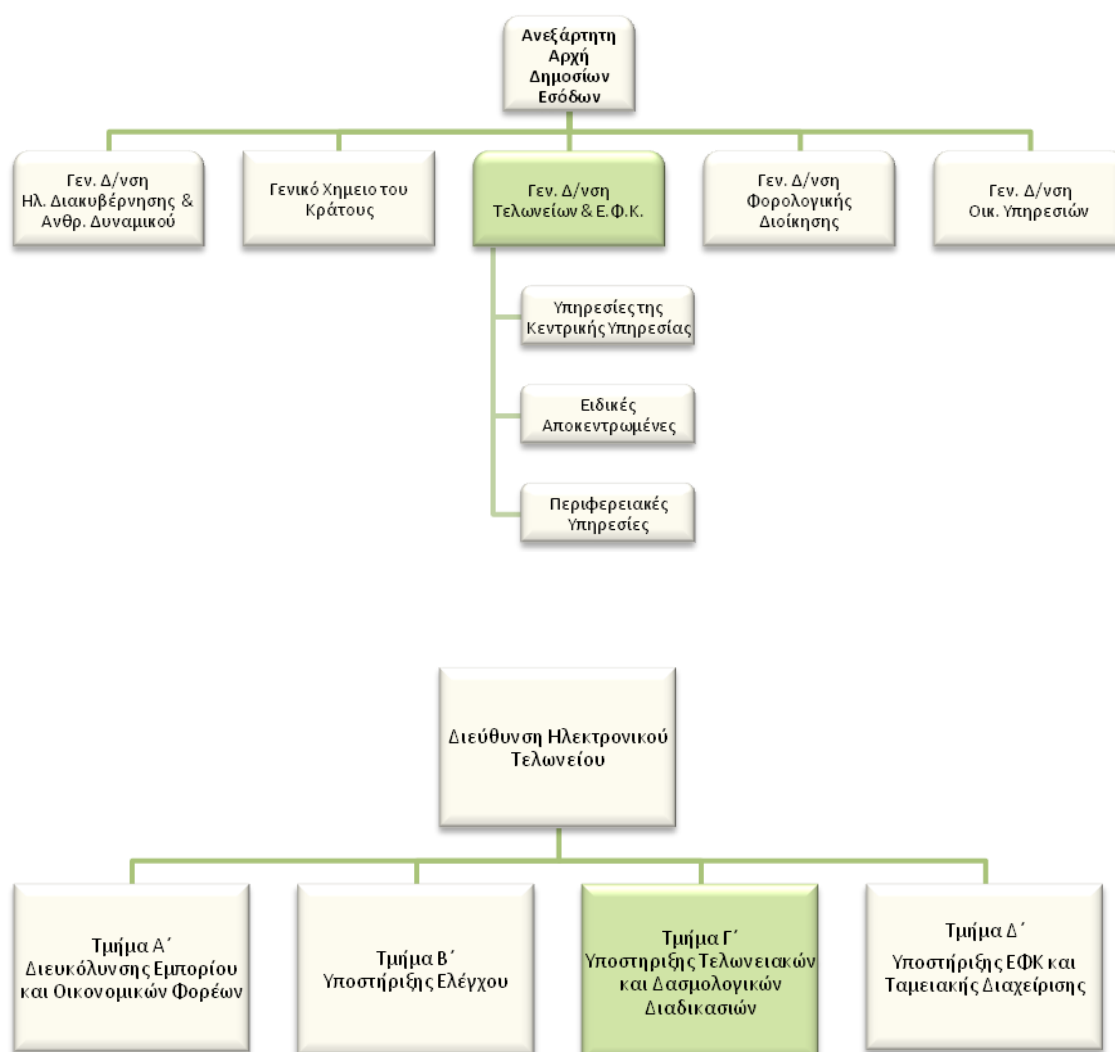 Ανεξάρτητη
Αρχή
Δημοσίων
Εσόδων
Γεν. Δ/νση
Ηλ. Διακυβέρνησης &
Ανθρ. Δυναμικού
Γενικό Χημειο του
Κράτους
Γεν. Δ/νση
Τελωνείων & Ε.Φ.Κ.
Γεν. Δ/νση
Φορολογικής
Διοίκησης
Γεν. Δ/νση
Οικ. Υπηρεσιών
Υπηρεσίες της
Κεντρικής Υπηρεσίας
Ειδικές
Αποκεντρωμένες
Περιφερειακές
Υπηρεσίες
Διεύθυνση Ηλεκτρονικού
Τελωνείου
Τμήμα Α΄
Διευκόλυνσης Εμπορίου
και Οικονομικών Φορέων
Τμήμα Β΄
Υποστήριξης Ελέγχου
Τμήμα Γ΄
Υποστηριξης Τελωνειακών
και Δασμολογικών
Διαδικασιών
Τμήμα Δ΄
Υποστήριξης ΕΦΚ και
Ταμειακής Διαχείρισης